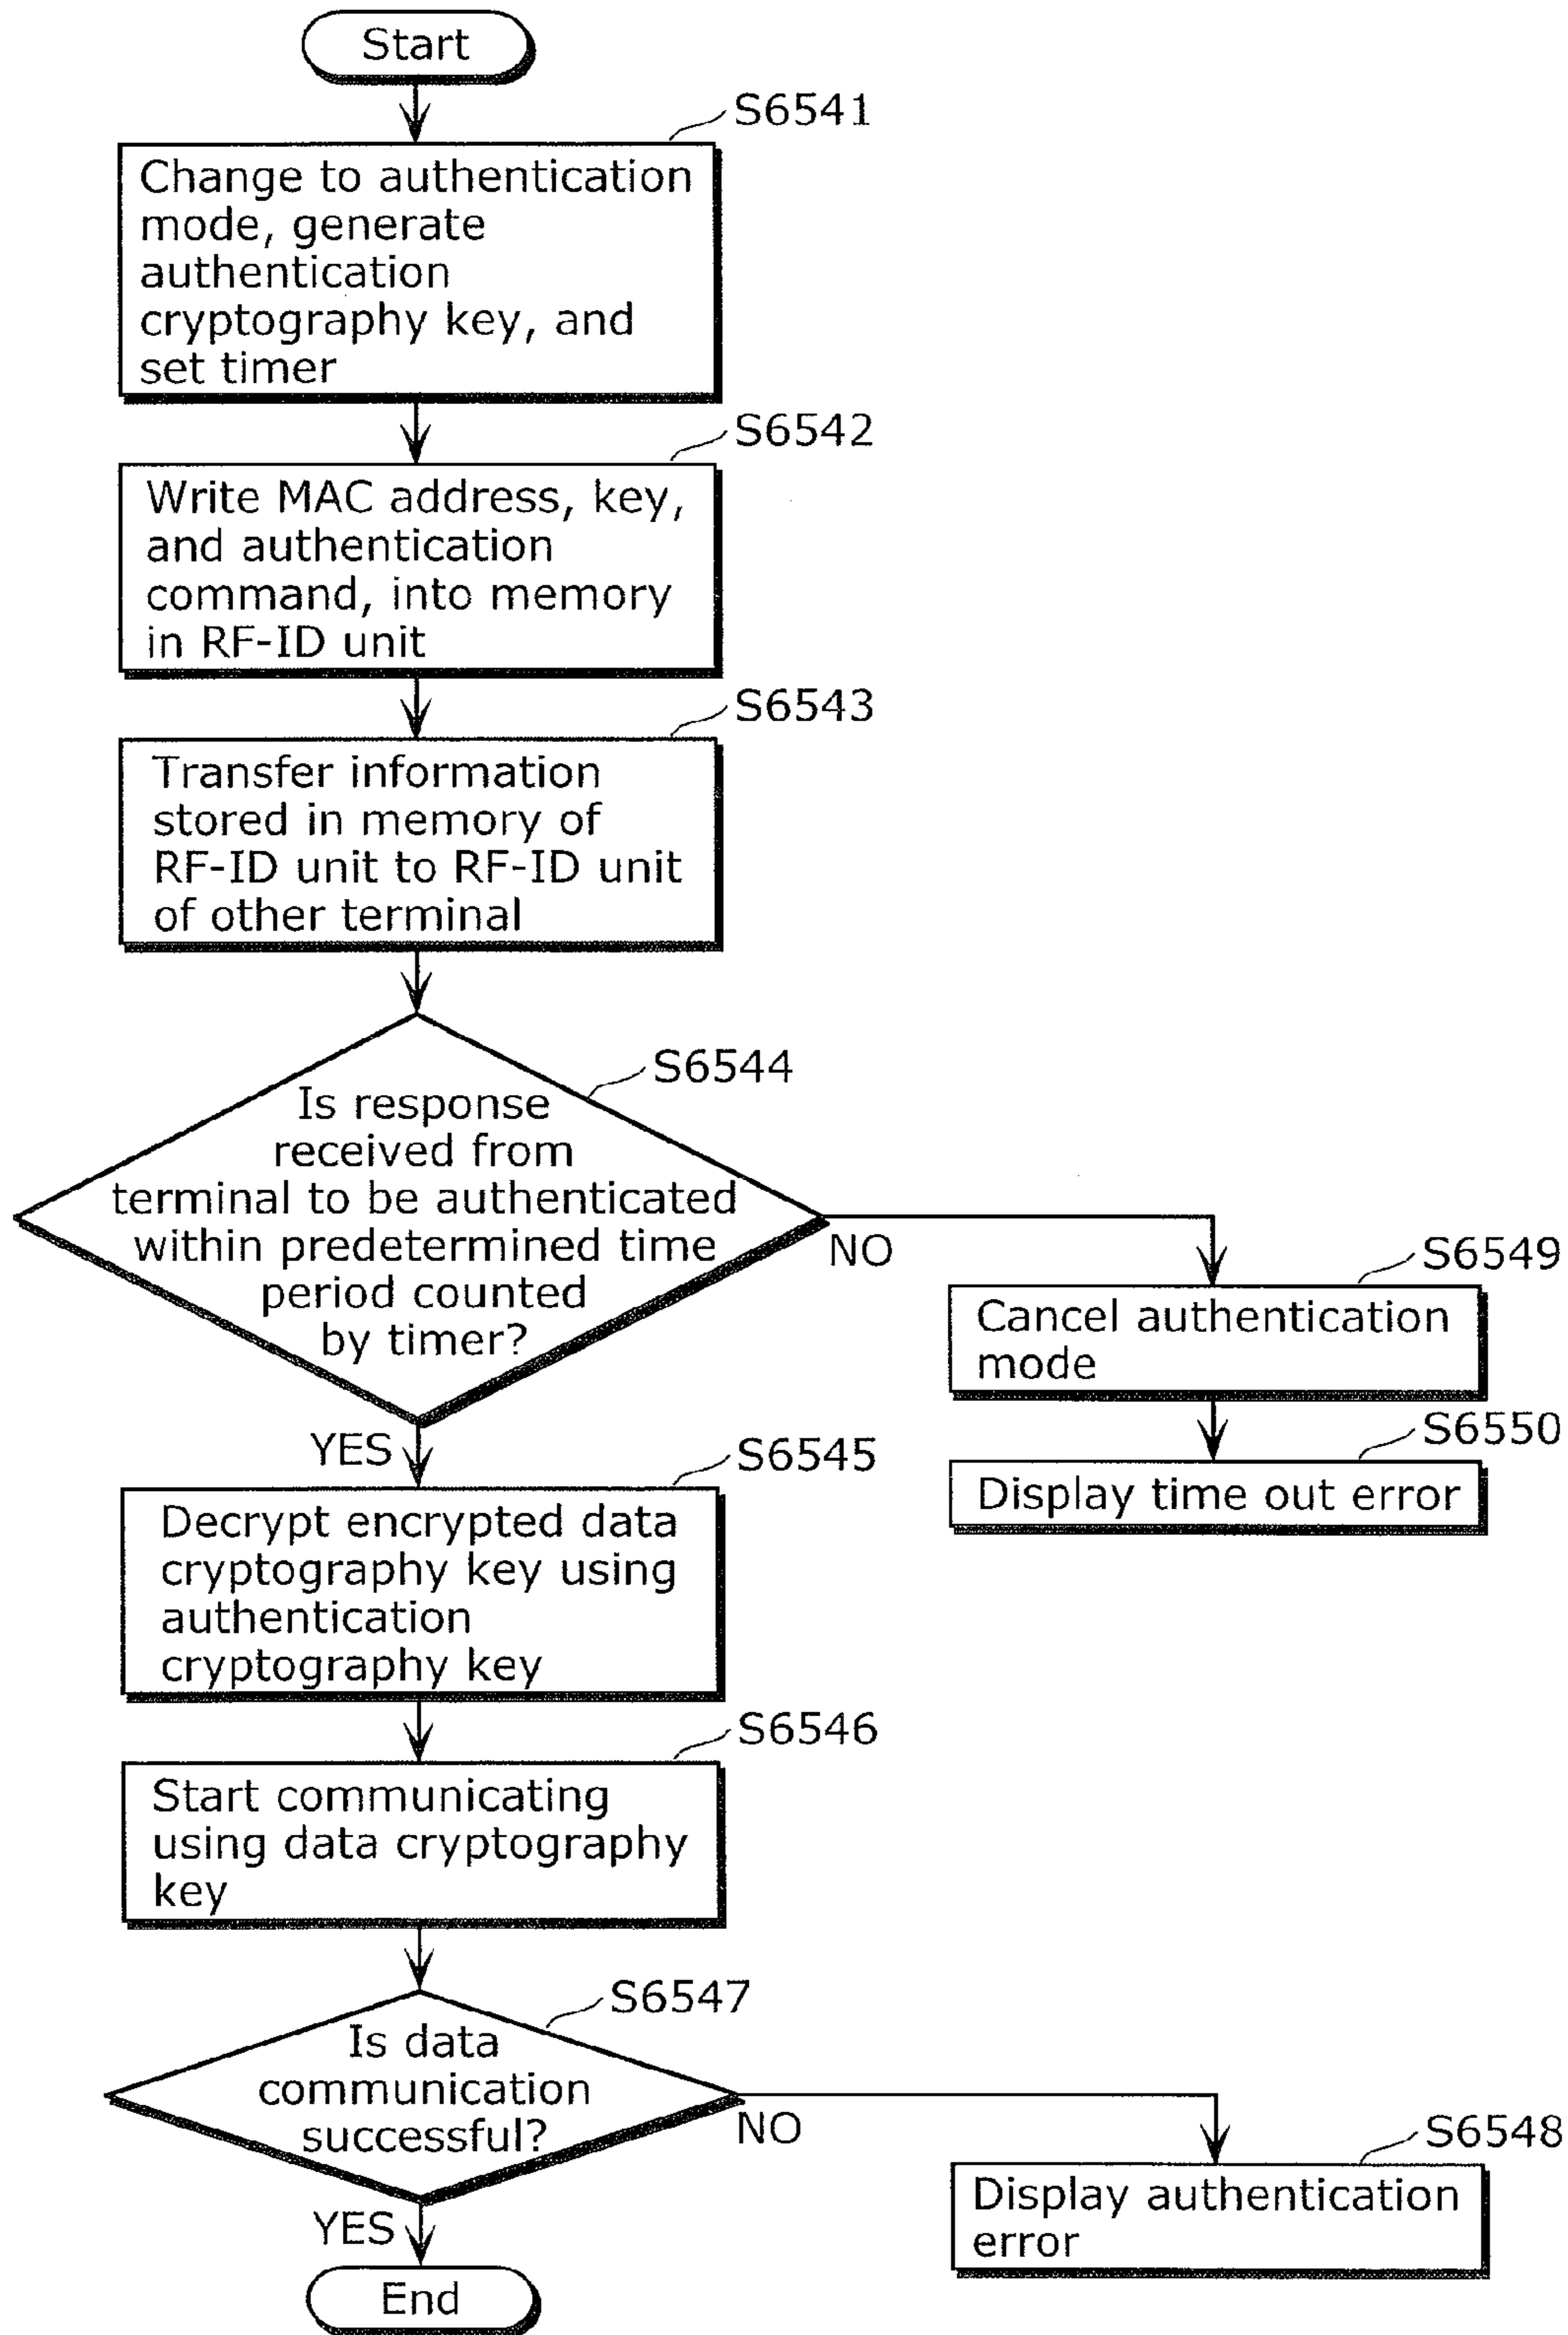 Start
S6541
Change to authentication
mode, generate
authentication
cryptography key, and
set timer
S6542
Write MAC address, key,
and authentication
command, into memory
in RF-ID unit
S6543
Transfer information
stored in memory of
RF-ID unit to RF-ID unit
of other terminal
S6544
Is response
received from
terminal to be authenticated
within predetermined time
period counted
by timer?
NO
S6549
Cancel authentication
mode
S6550
Display time out error
YES
S6545
Decrypt encrypted data
cryptography key using
authentication
cryptography key
S6546
Start communicating
using data cryptography
key
S6547
Is data
communication
successful?
NO
S6548
Display authentication
error
YES
End